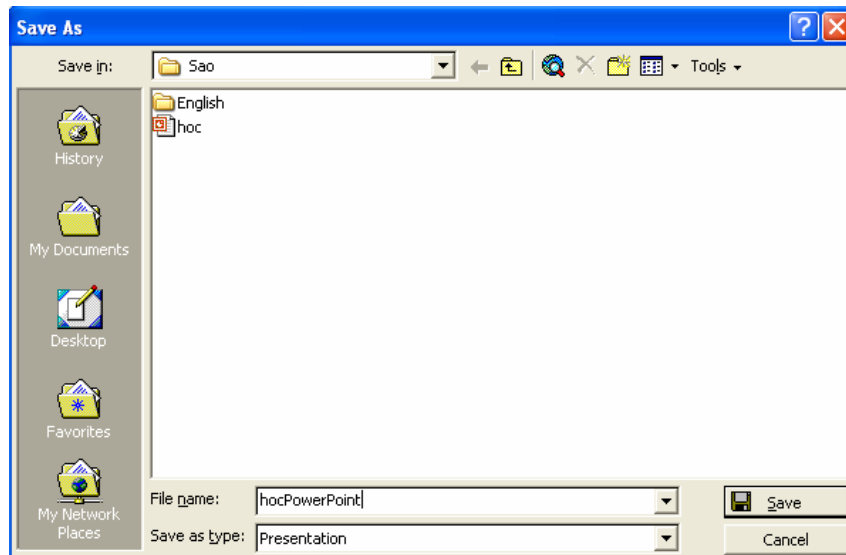 Save As
Save in:
Sao
Tools
History
My Documents
Desktop
Favorites
My Network
Places
English
hoc
File name:
hocPowerPoint
Save
Save as type:
Presentation
Cancel